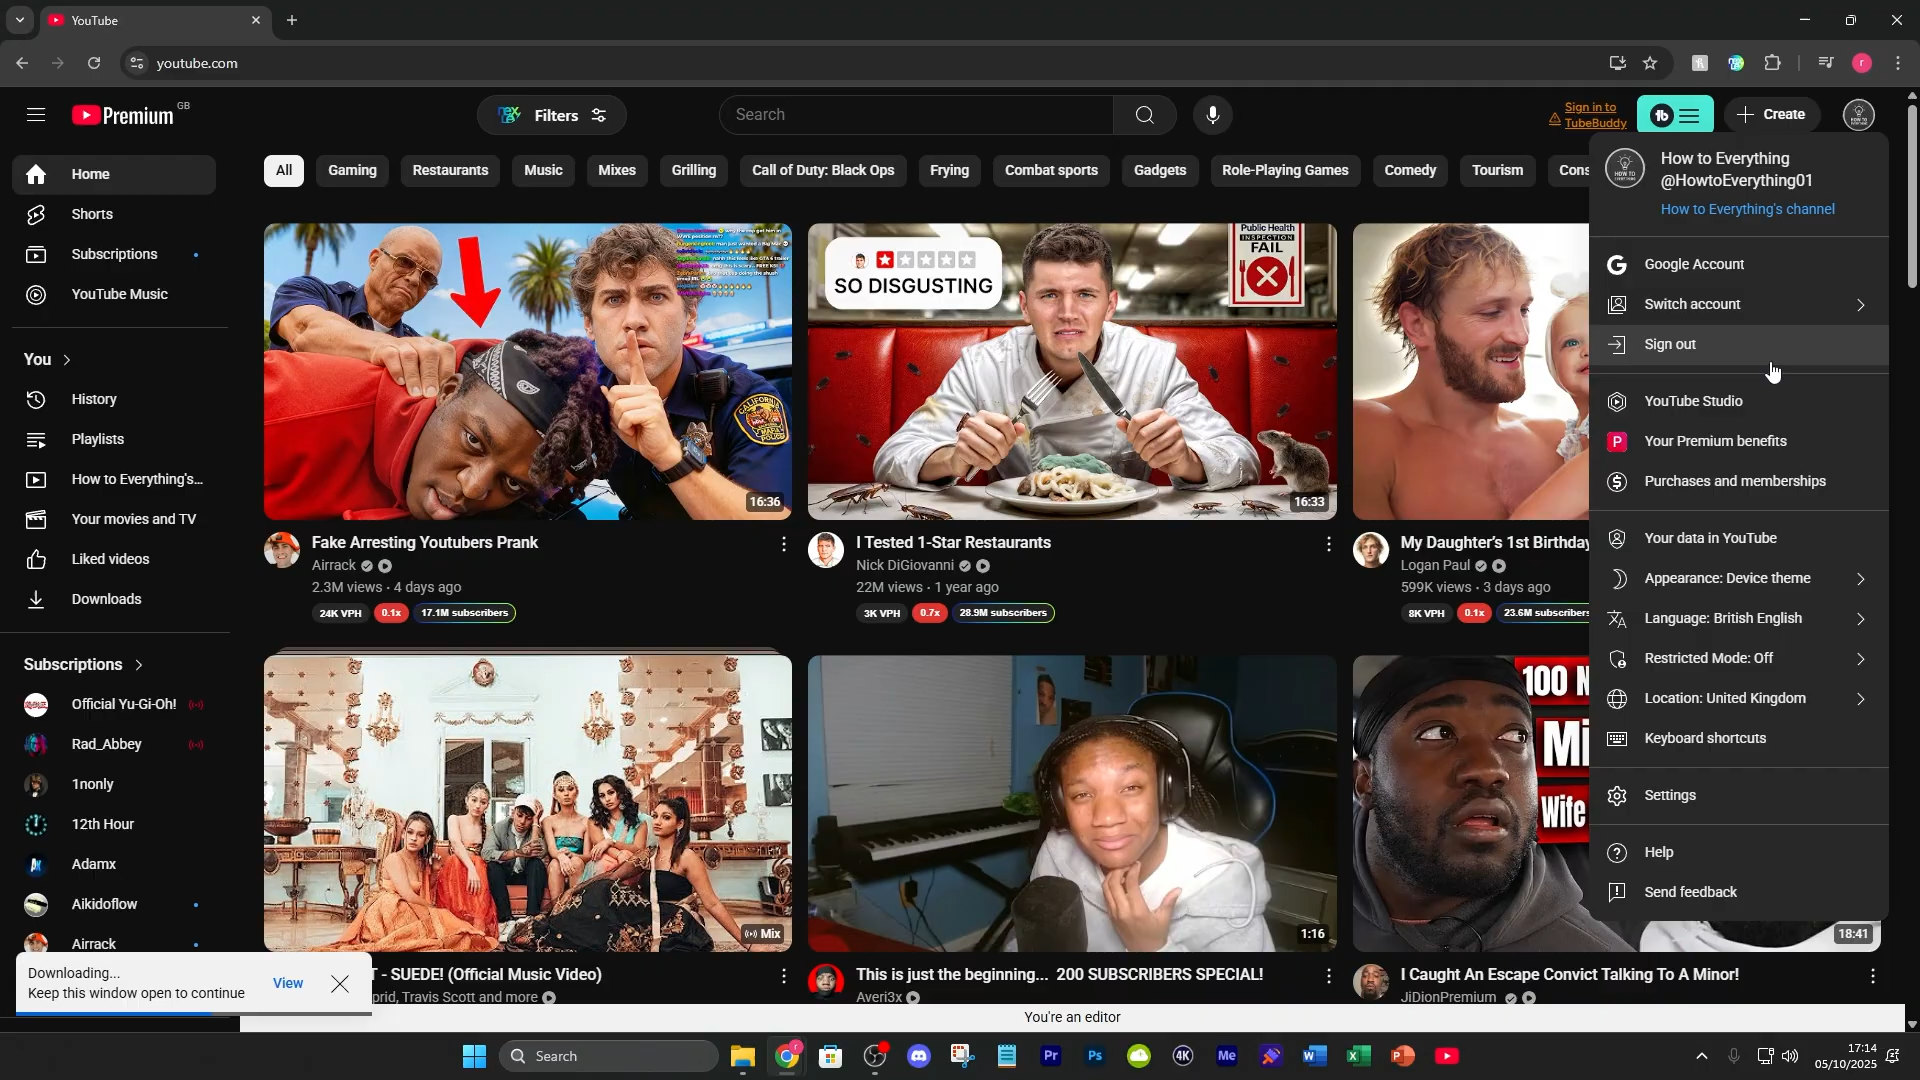 YouTube
youtube.com
Premium GB
Filters
Search
Sign in to
TubeBuddy
Create
Home
Shorts
Subscriptions
YouTube Music
You
History
Playlists
How to Everything's...
Your movies and TV
Liked videos
Downloads
Subscriptions
Official Yu-Gi-Oh!
Rad_Abbey
1nonly
12th Hour
Adamx
Aikidoflow
Airrack
Downloading...
Keep this window open to continue
View
All
Gaming
Restaurants
Music
Mixes
Grilling
Call of Duty: Black Ops
Frying
Combat sports
Gadgets
Role-Playing Games
Comedy
Tourism
Cons
CALIFORNIA
16:36
Fake Arresting Youtubers Prank
Airrack
2.3M views • 4 days ago
24K VPH 0.1x 17.1M subscribers
SO DISGUSTING
Public Health
INSPECTION
FAIL
16:33
I Tested 1-Star Restaurants
Nick DiGiovanni
22M views • 1 year ago
3K VPH 0.7x 28.9M subscribers
My Daughter's 1st Birthday
Logan Paul
599K views • 3 days ago
8K VPH 0.1x 23.6M subscribers
Mix
T - SUEDE! (Official Music Video)
prid, Travis Scott and more
1:16
This is just the beginning... 200 SUBSCRIBERS SPECIAL!
Averi3x
100 N
Mi
Wife
18:41
I Caught An Escape Convict Talking To A Minor!
JiDionPremium
How to Everything
@HowtoEverything01
How to Everything's channel
Google Account
Switch account
Sign out
YouTube Studio
Your Premium benefits
Purchases and memberships
Your data in YouTube
Appearance: Device theme
Language: British English
Restricted Mode: Off
Location: United Kingdom
Keyboard shortcuts
Settings
Help
Send feedback
You're an editor
Search
17:14
05/10/2025